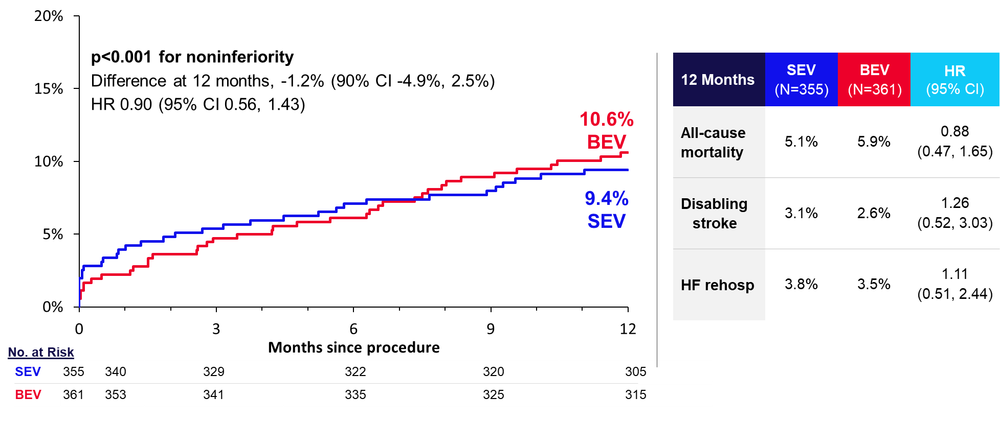 20%
15%
10%
5%
0%
p<0.001 for noninferiority
Difference at 12 months, -1.2% (90% CI -4.9%, 2.5%)
HR 0.90 (95% CI 0.56, 1.43)
10.6%
BEV
9.4%
SEV
0 3 6 9 12
Months since procedure
No. at Risk
SEV 355 340 329 322 320 305
BEV 361 353 341 335 325 315
12 Months
SEV
(N=355)
BEV
(N=361)
HR
(95% CI)
All-cause
mortality
5.1%
5.9%
0.88
(0.47, 1.65)
Disabling
stroke
3.1%
2.6%
1.26
(0.52, 3.03)
HF rehosp
3.8%
3.5%
1.11
(0.51, 2.44)